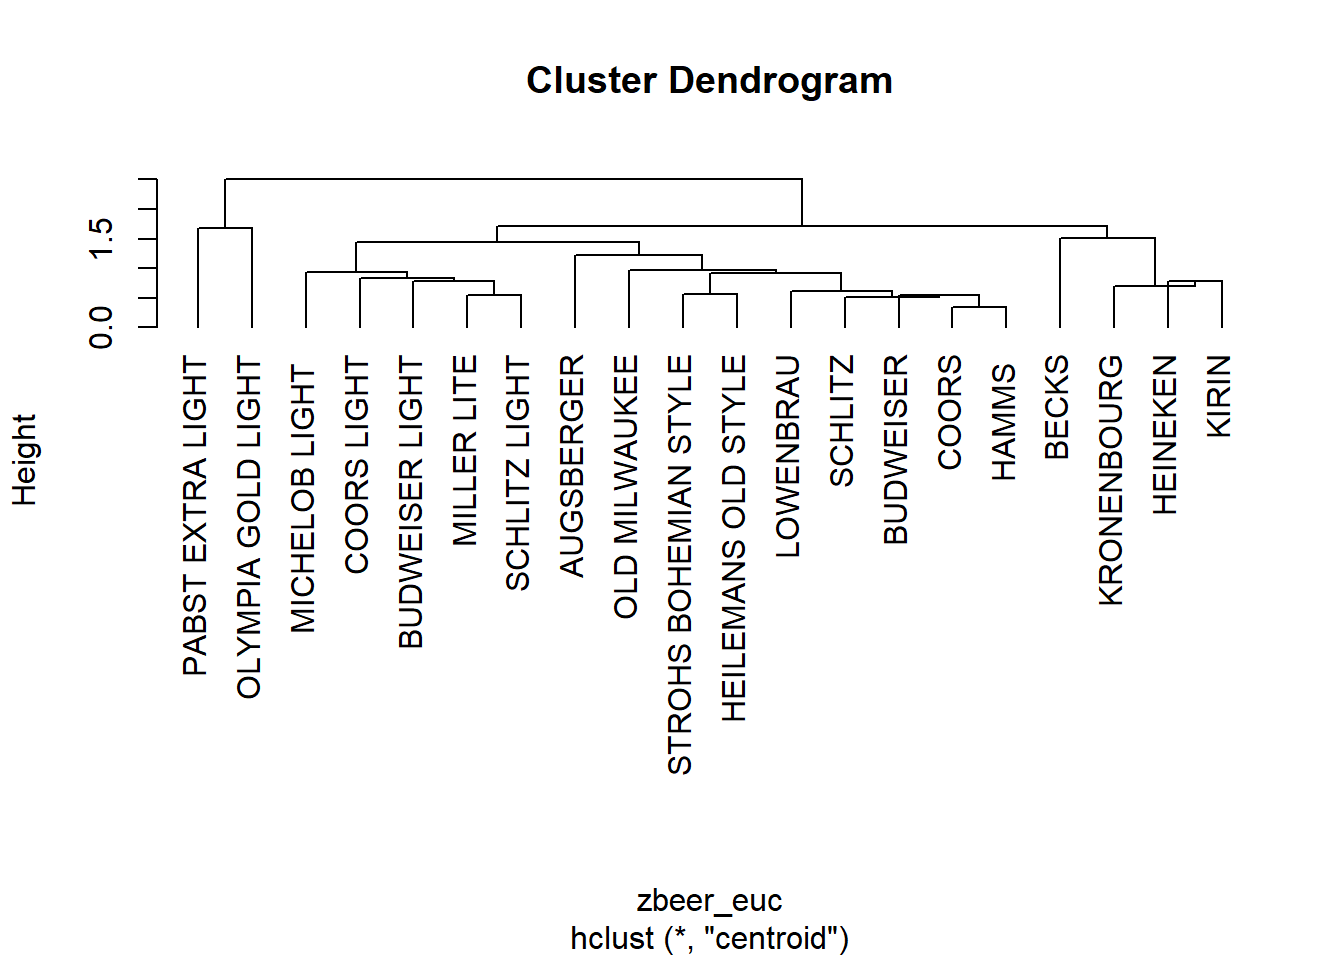 Cluster Dendrogram
Height
1.5
0.0
PABST EXTRA LIGHT
OLYMPIA GOLD LIGHT
MICHELOB LIGHT
COORS LIGHT
BUDWEISER LIGHT
MILLER LITE
SCHLITZ LIGHT
AUGSBERGER
OLD MILWAUKEE
STROHS BOHEMIAN STYLE
HEILEMANS OLD STYLE
LOWENBRAU
SCHLITZ
BUDWEISER
COORS
HAMMS
BECKS
KRONENBOURG
HEINEKEN
KIRIN
zbeer_euc
hclust (*, "centroid")